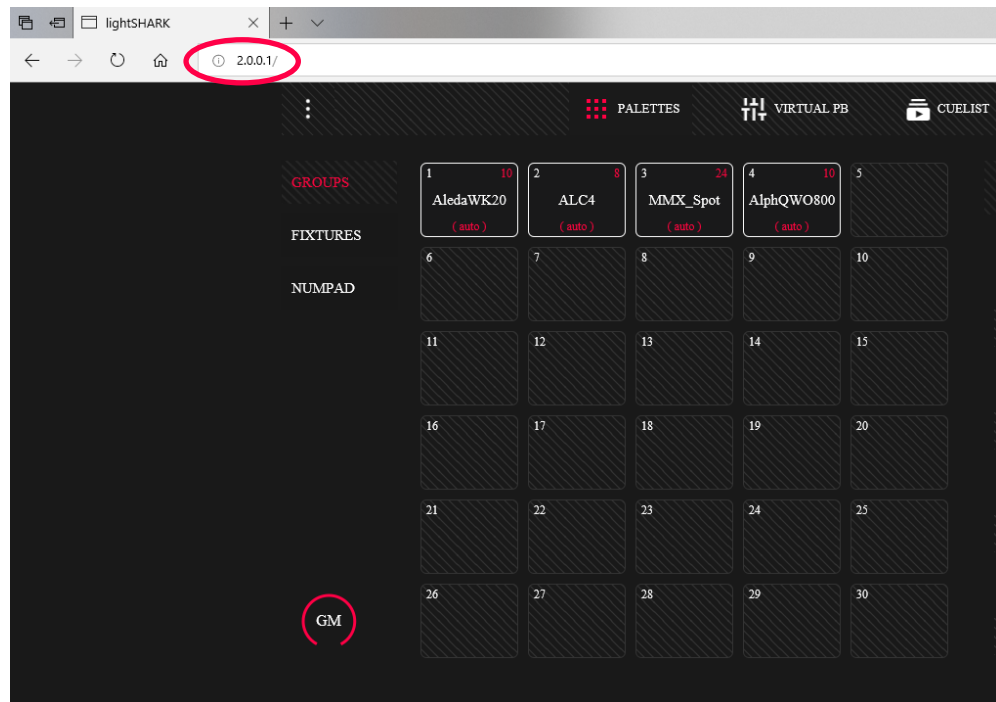 lightSHARK
2.0.0.1/
PALETTES VIRTUAL PB CUELIST
GROUPS
FIXTURES
NUMPAD
1 10 2 8 3 24 4 10 5
AledaWK20 ALC4 MMX_Spot AlphQWO800
( auto ) ( auto ) ( auto ) ( auto )
6 7 8 9 10
11 12 13 14 15
16 17 18 19 20
21 22 23 24 25
26 27 28 29 30
GM